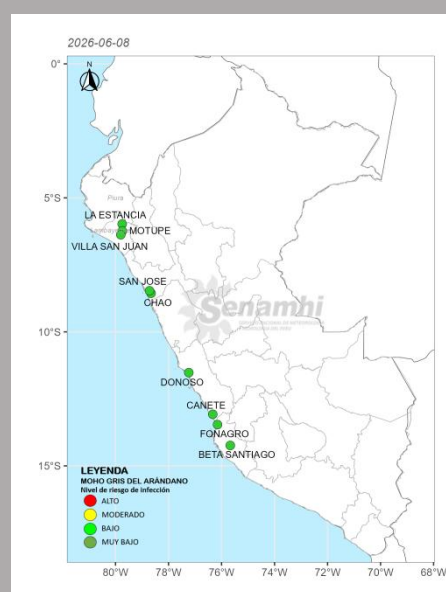 2026-06-08
N
0°
5°S
10°S
15°S
Piura
LA ESTANCIA
MOTUPE
VILLA SAN JUAN
SAN JOSE
CHAO
Senamhi
DONOSO
CANETE
FONAGRO
BETA SANTIAGO
LEYENDA
MOHO GRIS DEL ARÁNDANO
Nivel de riesgo de infección
ALTO
MODERADO
BAJO
MUY BAJO
80°W 78°W 76°W 74°W 72°W 70°W 68°W